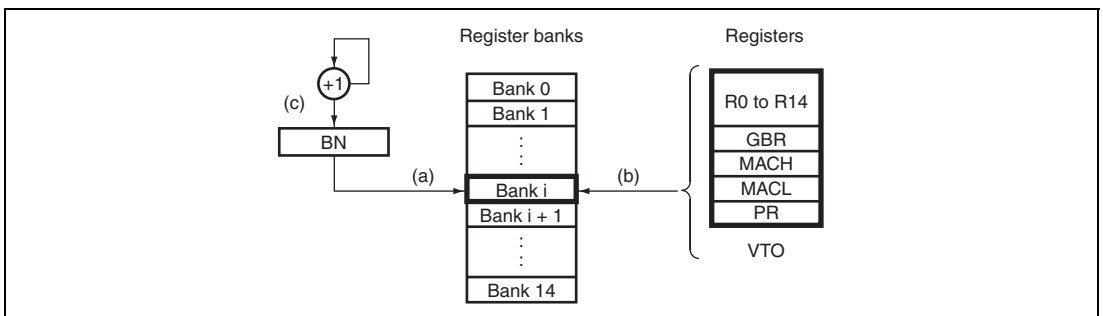 Register banks
Registers
+1
(c)
BN
(a)
Bank 0
Bank 1
Bank i
Bank i + 1
Bank 14
(b)
R0 to R14
GBR
MACH
MACL
PR
VTO